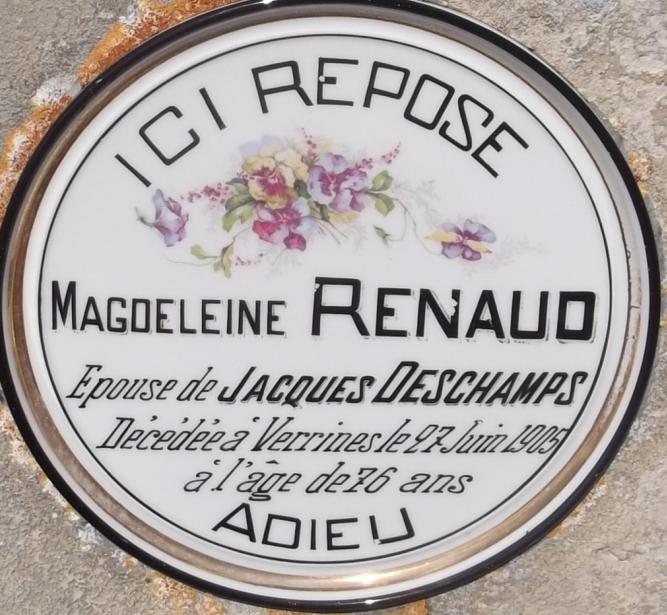 ICI REPOSE
MAGDELEINE RENAUD
Epouse de JACQUES DESCHAMPS
Décédée à Verrines le 27 Juin 1905
à l'âge de 76 ans
ADIEU